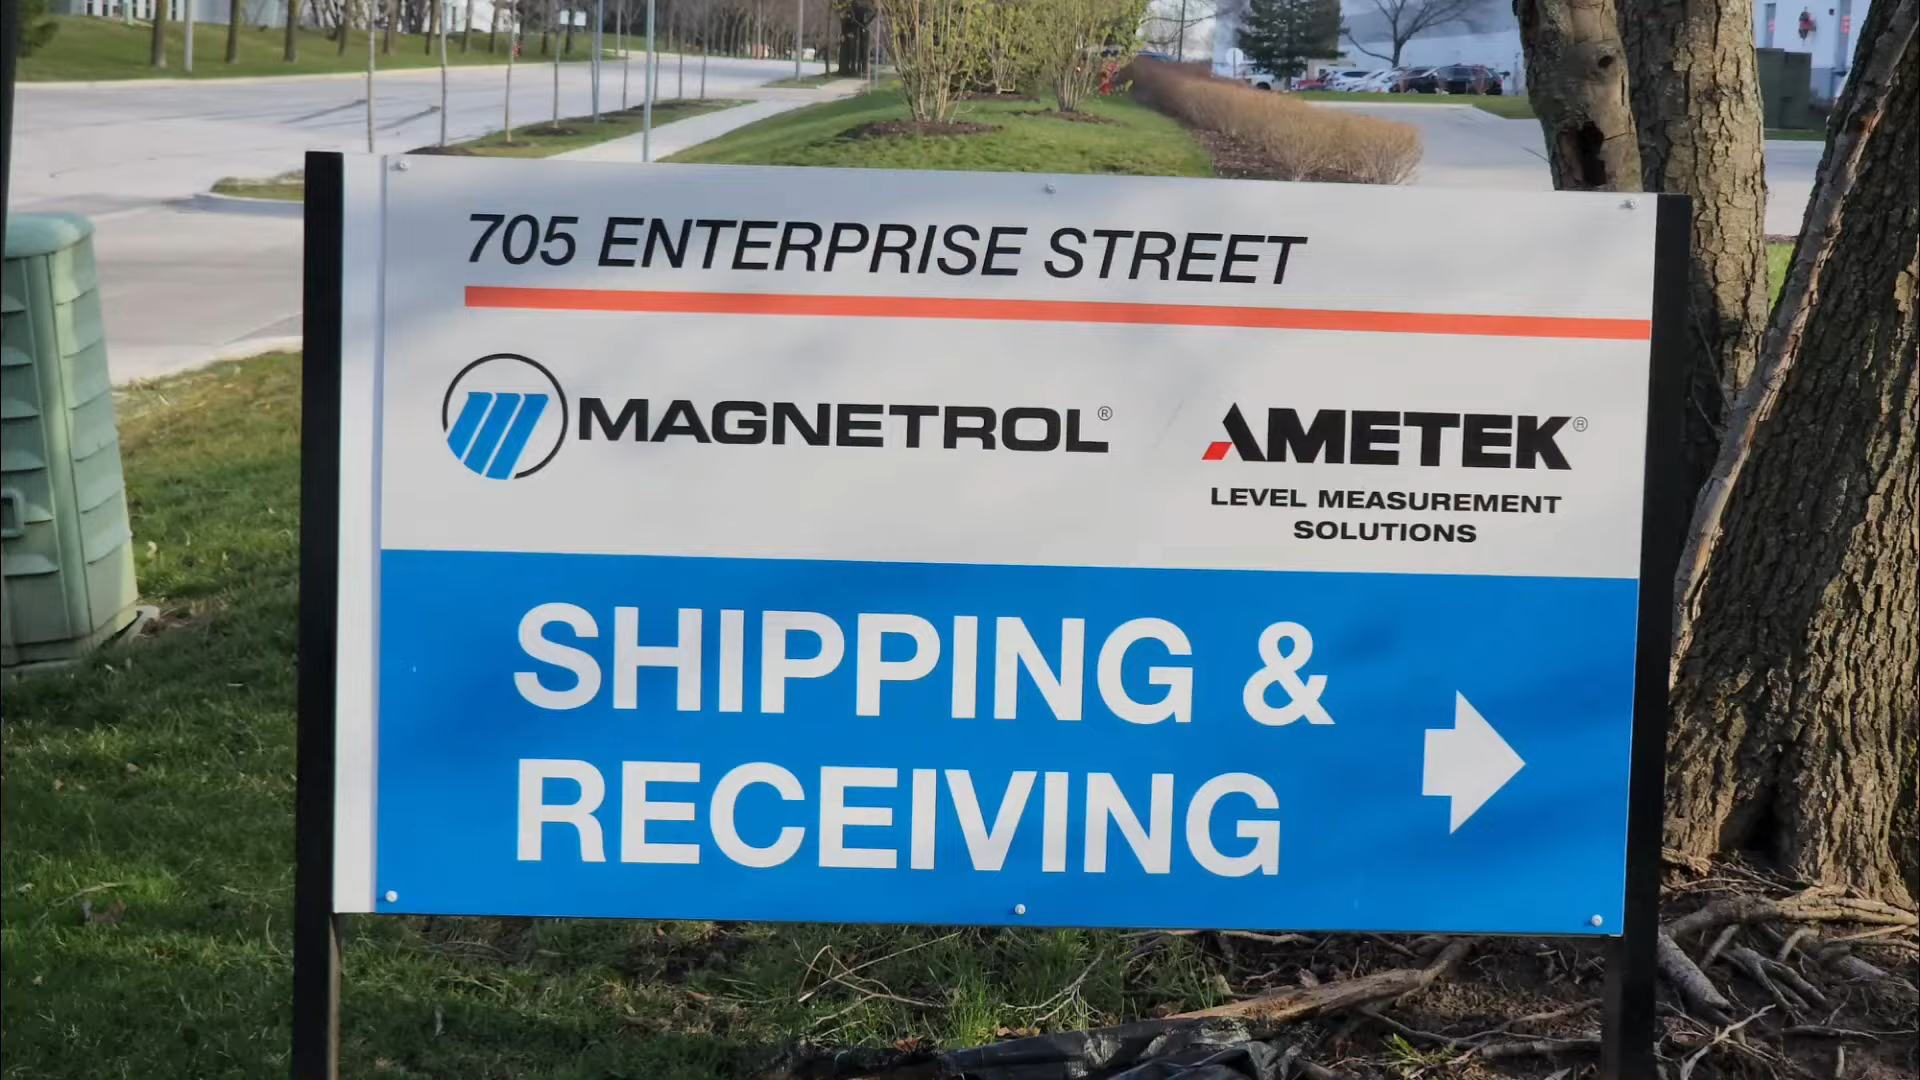 705 ENTERPRISE STREET
MAGNETROL®
AMETEK®
LEVEL MEASUREMENT
SOLUTIONS
SHIPPING &
RECEIVING